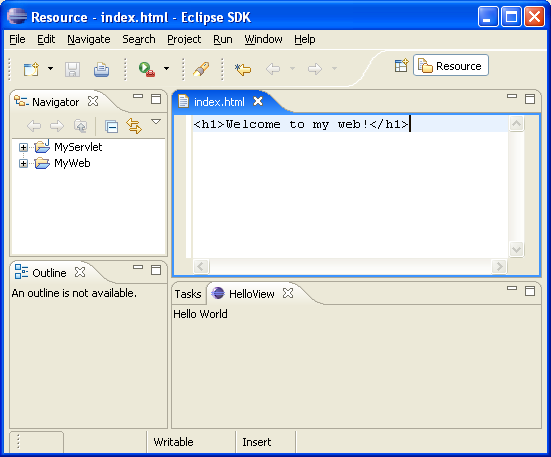 Resource - index.html - Eclipse SDK
File Edit Navigate Search Project Run Window Help
Resource
Navigator
MyServlet
MyWeb
index.html
<h1>Welcome to my web!</h1>
Outline
An outline is not available.
Tasks HelloView
Hello World
Writable Insert